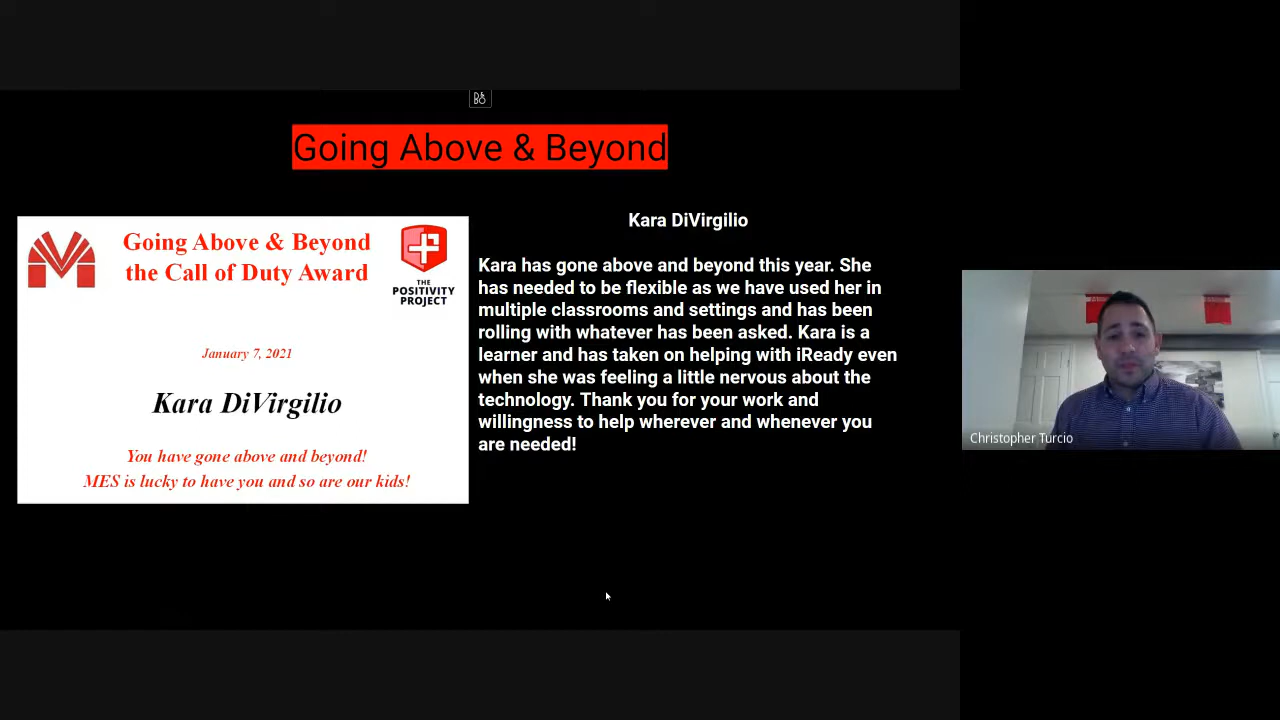 Going Above & Beyond
Going Above & Beyond
the Call of Duty Award
THE
POSITIVITY
PROJECT
January 7, 2021
Kara DiVirgilio
You have gone above and beyond!
MES is lucky to have you and so are our kids!
Kara DiVirgilio
Kara has gone above and beyond this year. She
has needed to be flexible as we have used her in
multiple classrooms and settings and has been
rolling with whatever has been asked. Kara is a
learner and has taken on helping with iReady even
when she was feeling a little nervous about the
technology. Thank you for your work and
willingness to help wherever and whenever you
are needed!
Christopher Turcio